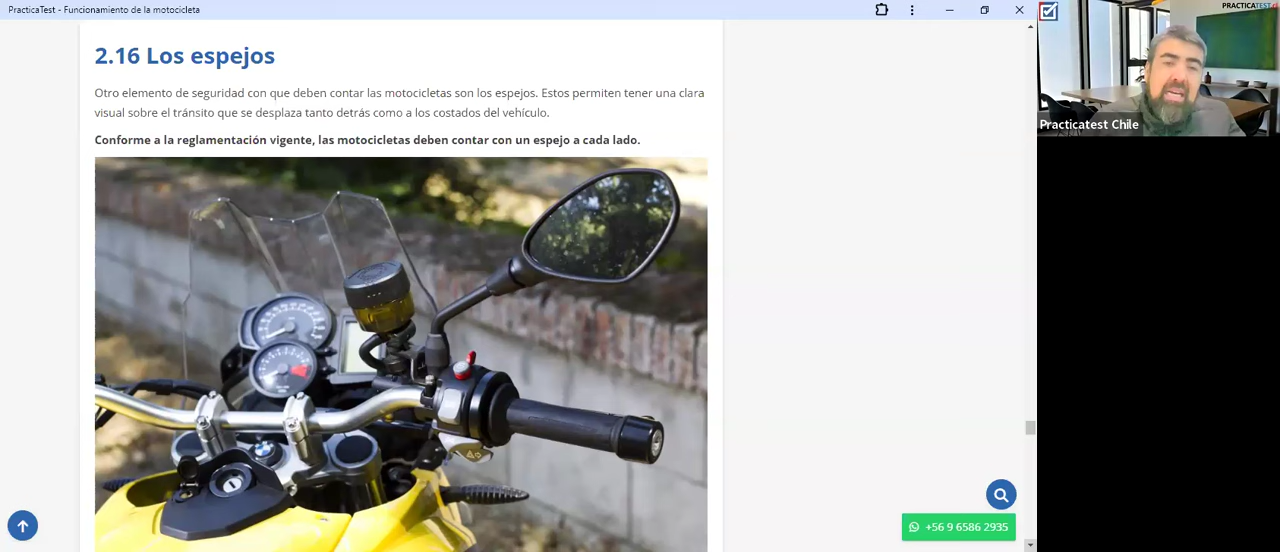 PracticaTest - Funcionamiento de la motocicleta
2.16 Los espejos
Otro elemento de seguridad con que deben contar las motocicletas son los espejos. Estos permiten tener una clara
visual sobre el tránsito que se desplaza tanto detrás como a los costados del vehículo.
Conforme a la reglamentación vigente, las motocicletas deben contar con un espejo a cada lado.
+56 9 6586 2935
Practicatest Chile